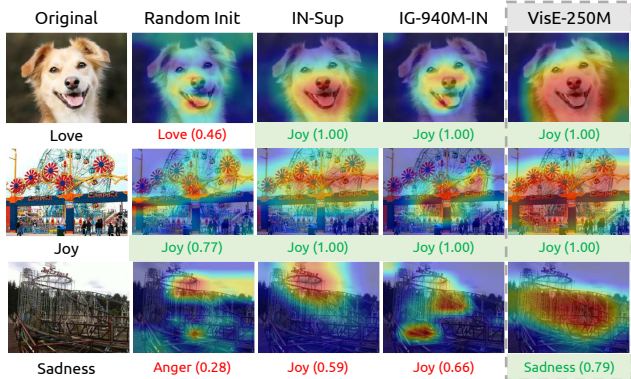 Original Random Init IN-Sup IG-940M-IN VisE-250M
Love Love (0.46) Joy (1.00) Joy (1.00) Joy (1.00)
Joy Joy (0.77) Joy (1.00) Joy (1.00) Joy (1.00)
Sadness Anger (0.28) Joy (0.59) Joy (0.66) Sadness (0.79)